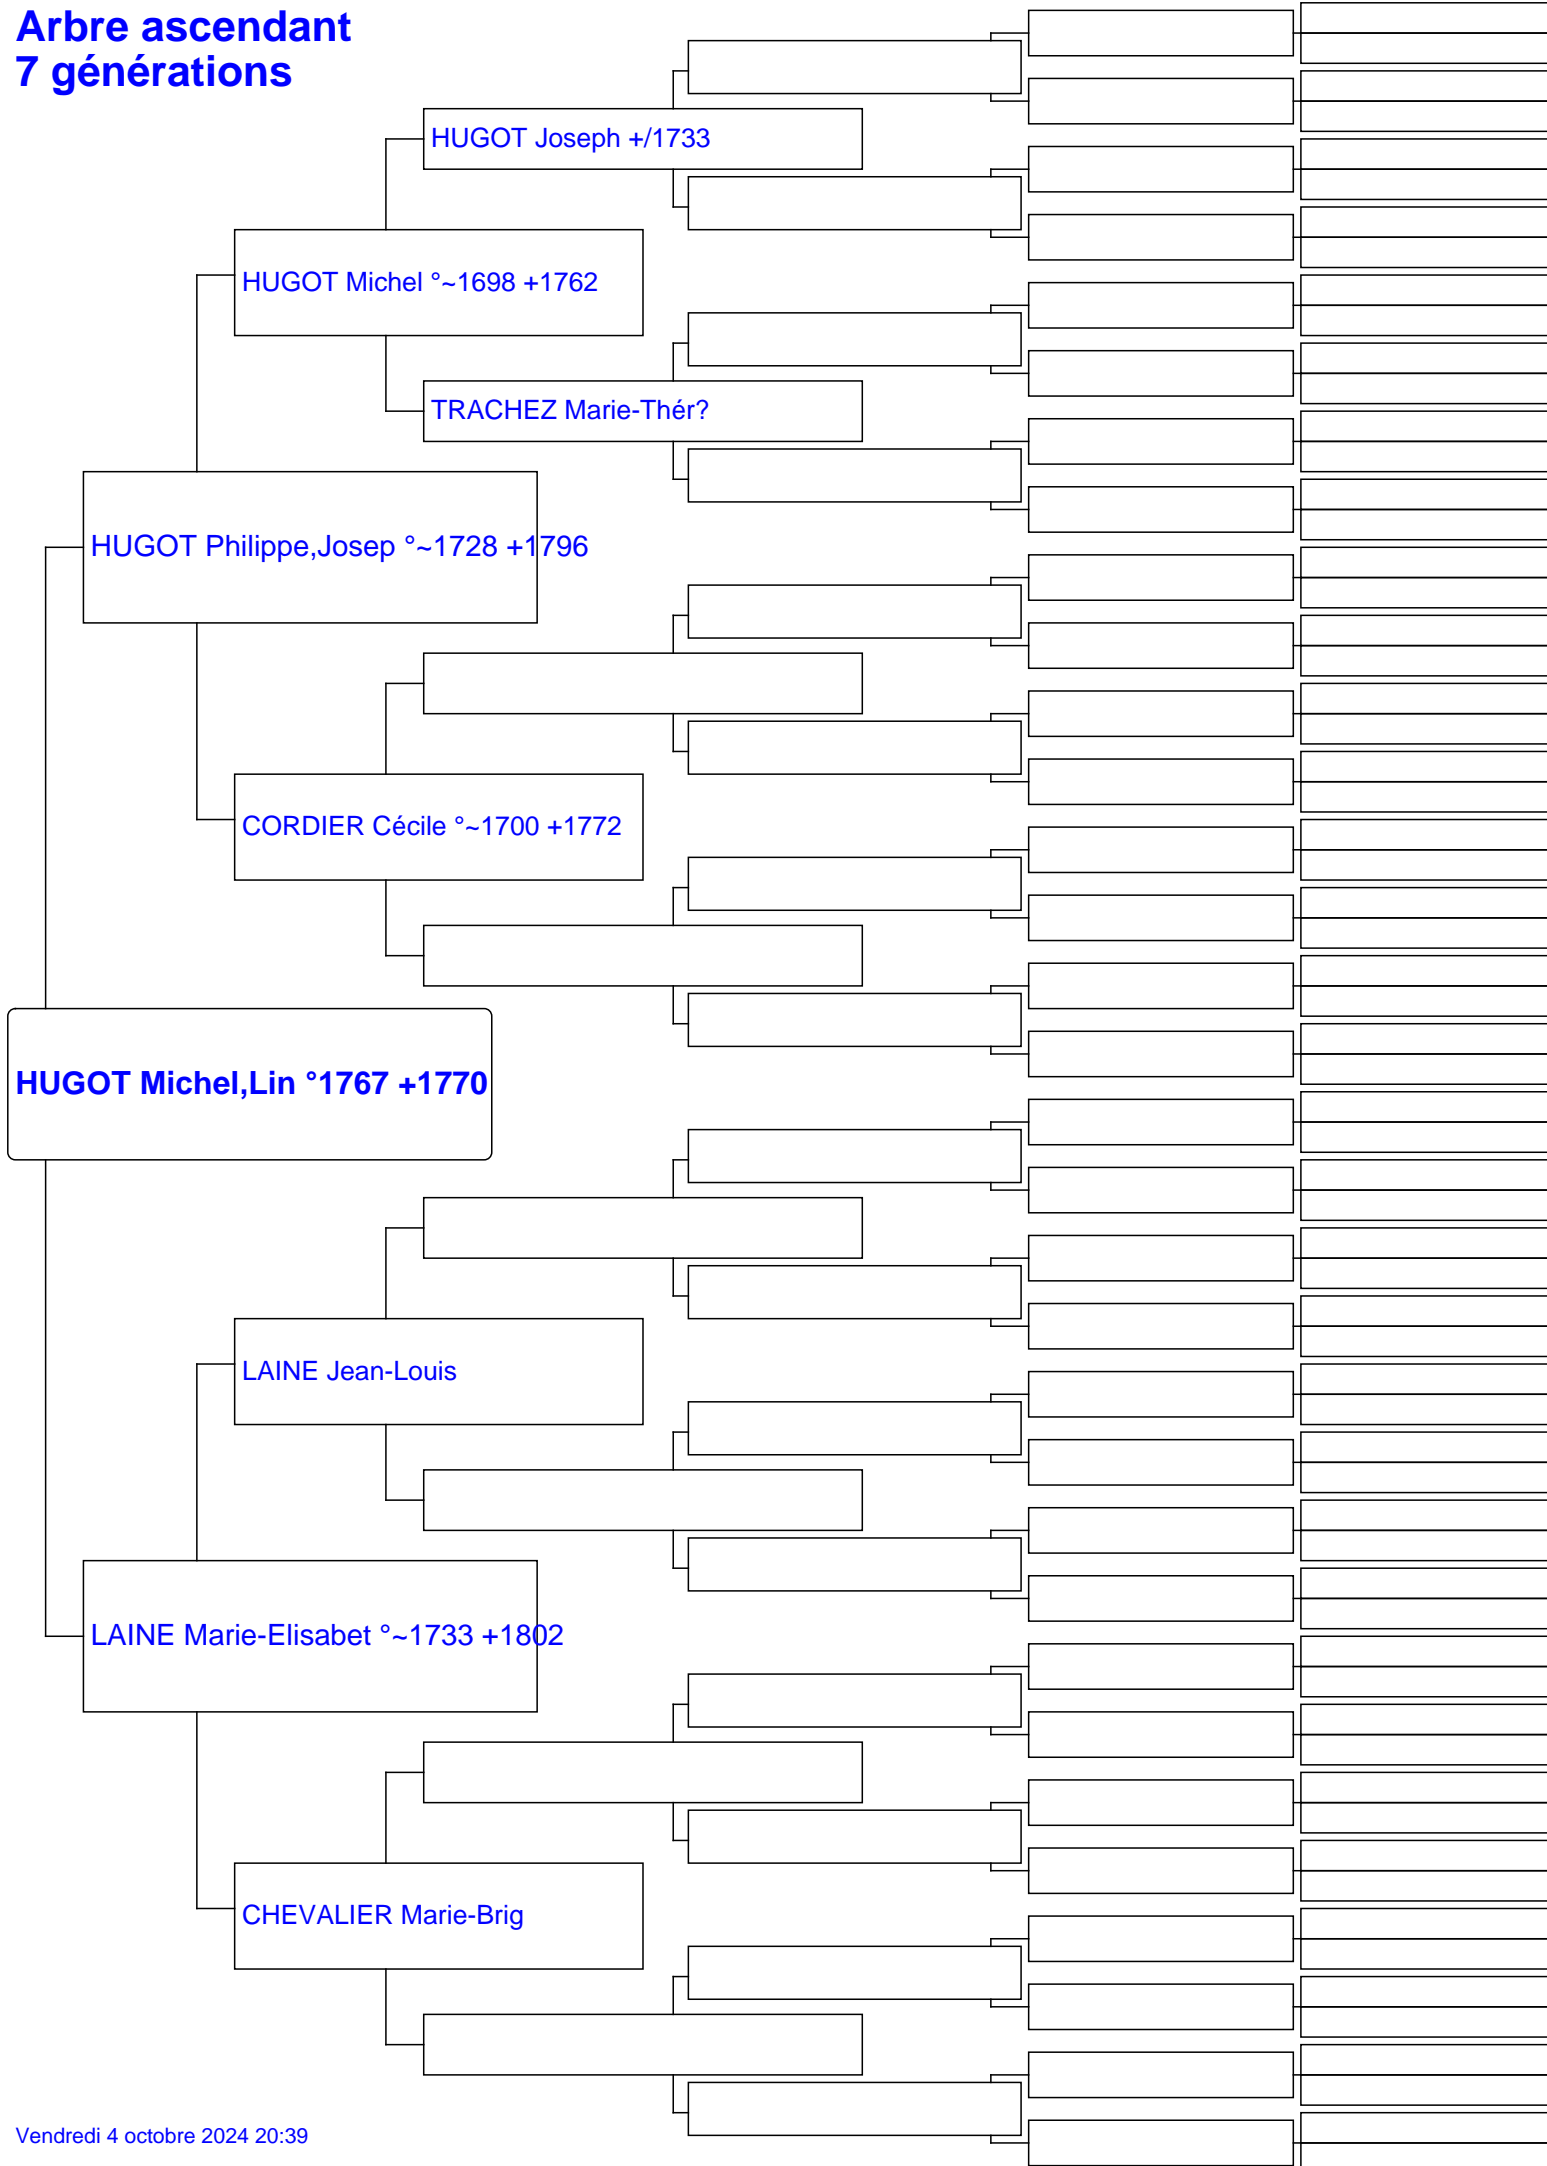 Arbre ascendant
7 générations
HUGOT Joseph +/1733
HUGOT Michel °~1698 +1762
TRACHEZ Marie-Thér?
HUGOT Philippe,Josep °~1728 +1796
CORDIER Cécile °~1700 +1772
HUGOT Michel,Lin °1767 +1770
LAINE Jean-Louis
LAINE Marie-Elisabet °~1733 +1802
CHEVALIER Marie-Brig
Vendredi 4 octobre 2024 20:39